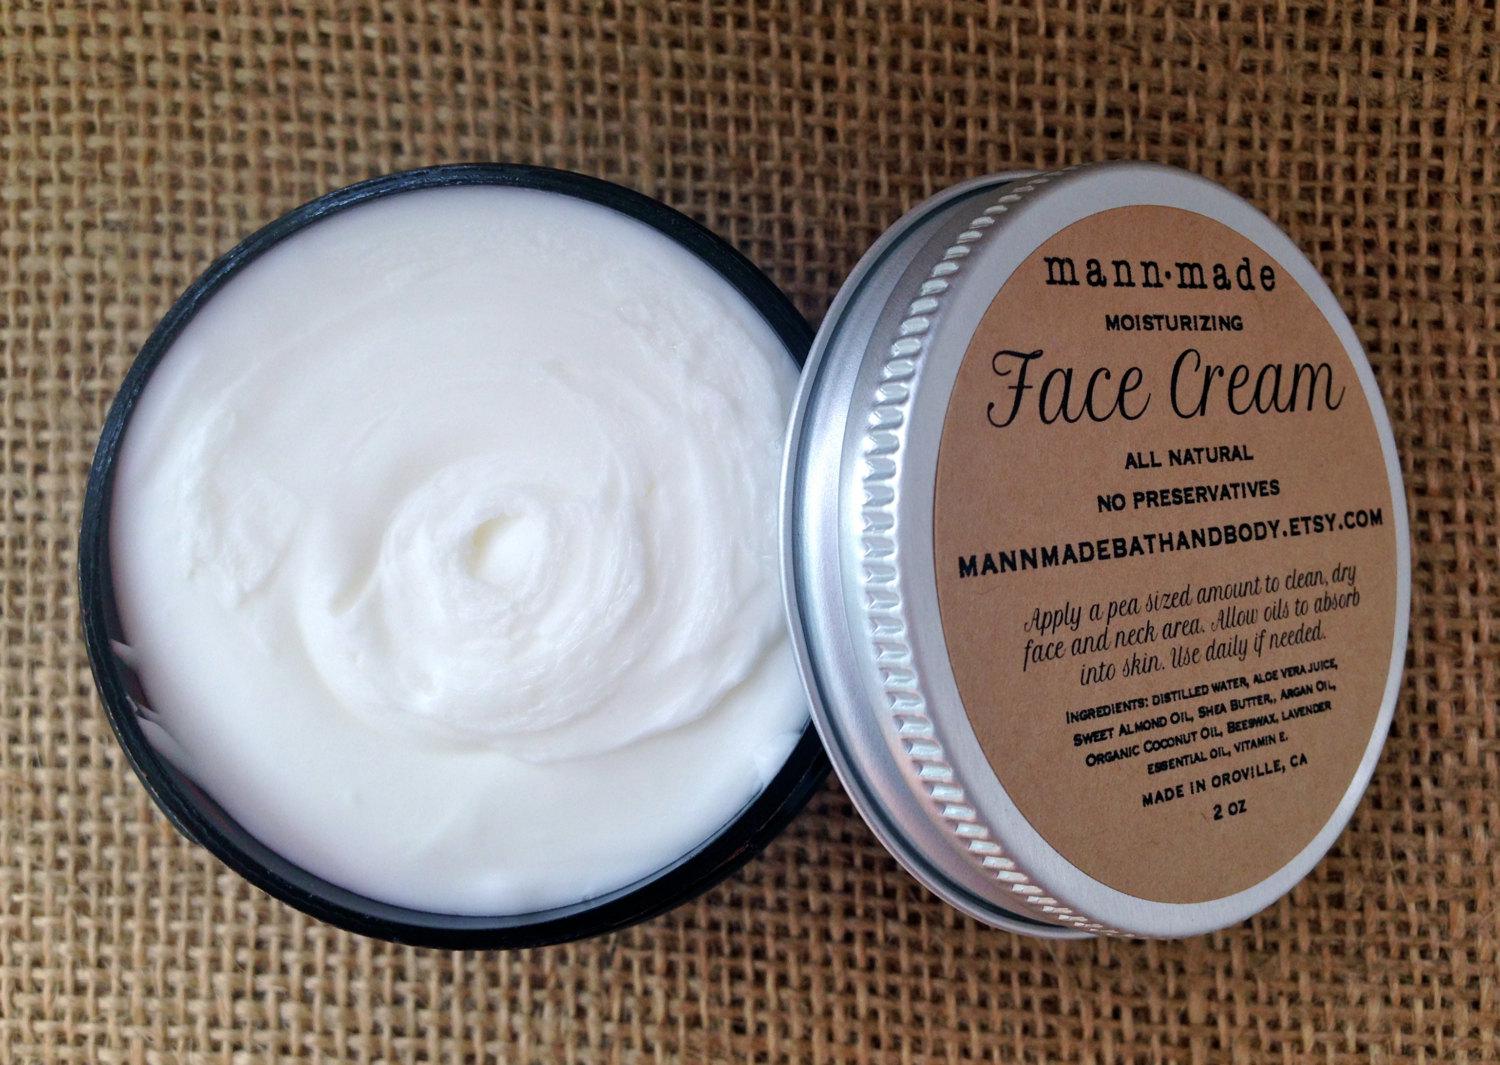 mann·made
MOISTURIZING
Face Cream
ALL NATURAL
NO PRESERVATIVES
MANNMADEBATHANDBODY.ETSY.COM
Apply a pea sized amount to clean, dry
face and neck area. Allow oils to absorb
into skin. Use daily if needed.
INGREDIENTS: DISTILLED WATER, ALOE VERA JUICE,
SWEET ALMOND OIL, SHEA BUTTER,, ARGAN OIL,
ORGANIC COCONUT OIL, BEESWAX, LAVENDER
ESSENTIAL OIL, VITAMIN E.
MADE IN OROVILLE, CA
2 OZ